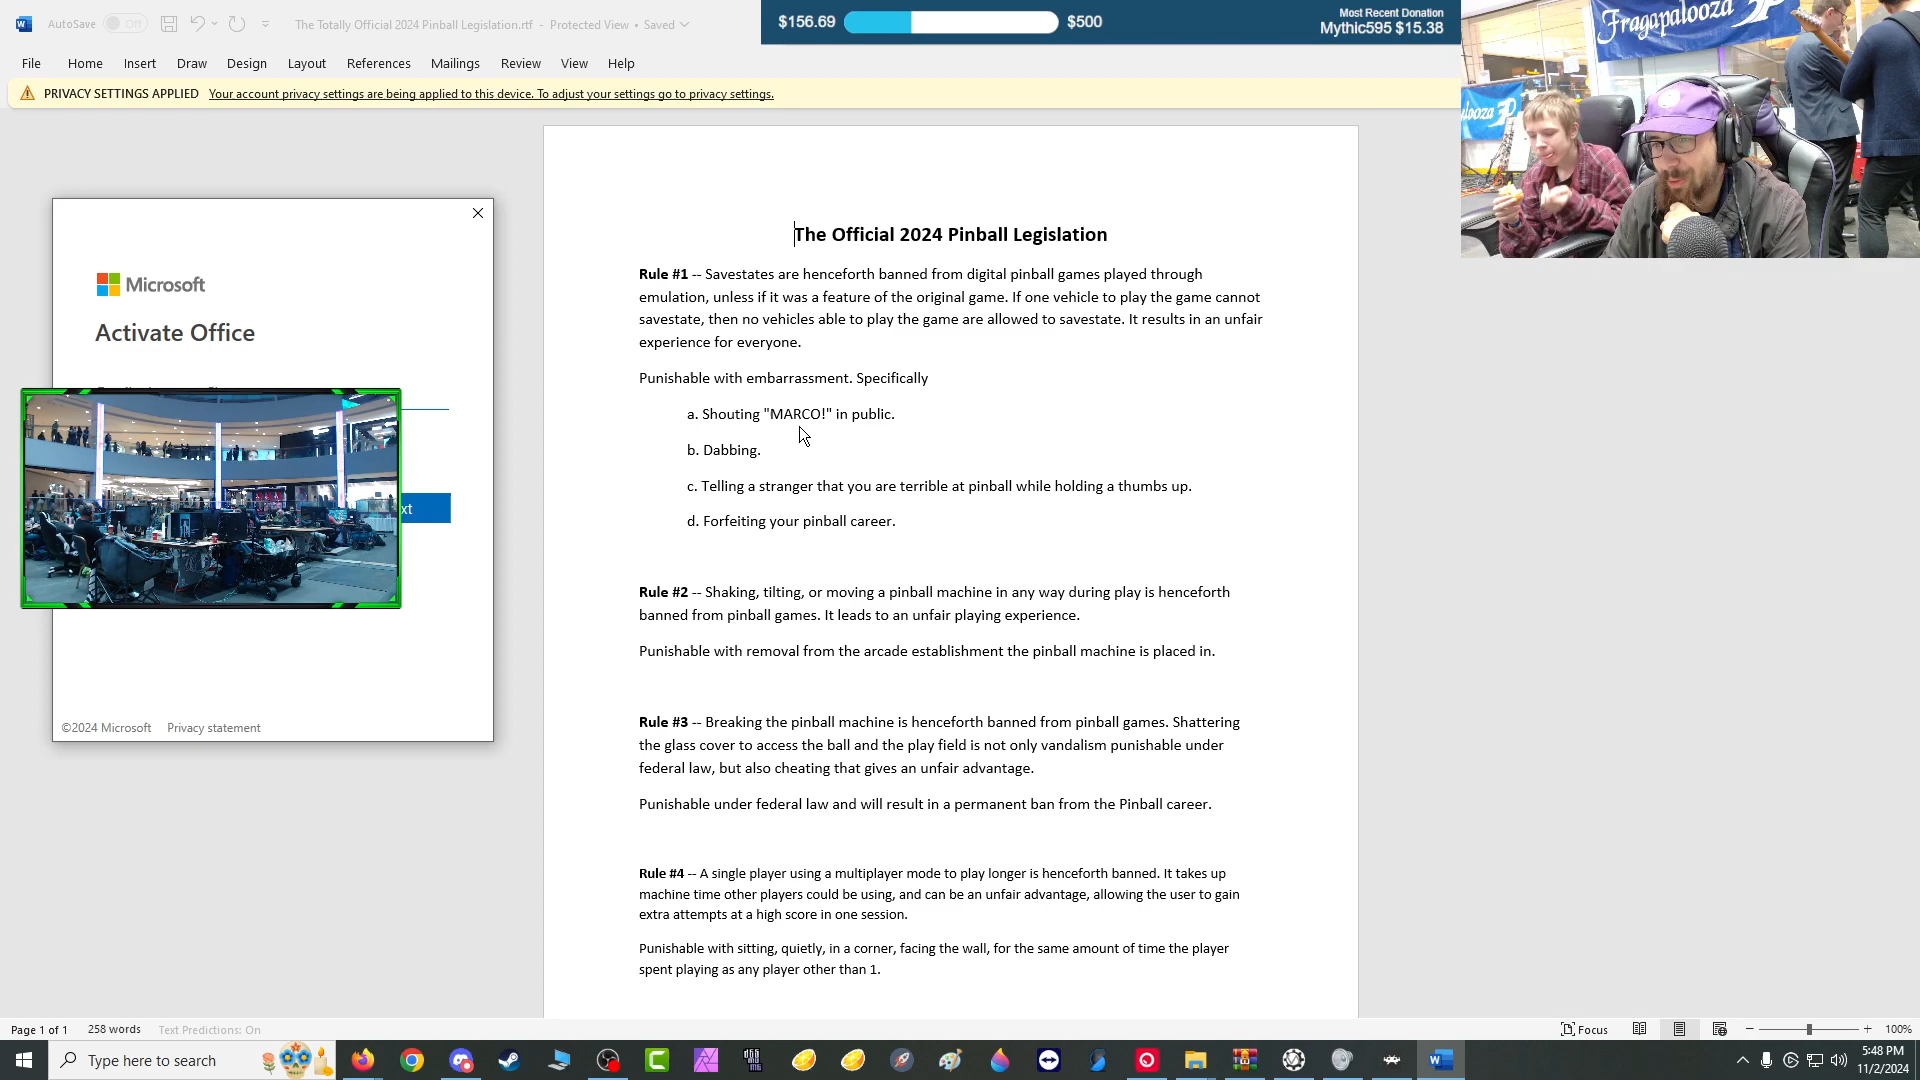 AutoSave Off The Totally Official 2024 Pinball Legislation.rtf - Protected View • Saved
$156.69 $500
Most Recent Donation
Mythic595 $15.38
File Home Insert Draw Design Layout References Mailings Review View Help
PRIVACY SETTINGS APPLIED Your account privacy settings are being applied to this device. To adjust your settings go to privacy settings.
Fragapalooza
Microsoft
Activate Office
xt
©2024 Microsoft Privacy statement
The Official 2024 Pinball Legislation
Rule #1 -- Savestates are henceforth banned from digital pinball games played through
emulation, unless if it was a feature of the original game. If one vehicle to play the game cannot
savestate, then no vehicles able to play the game are allowed to savestate. It results in an unfair
experience for everyone.
Punishable with embarrassment. Specifically
a. Shouting "MARCO!" in public.
b. Dabbing.
c. Telling a stranger that you are terrible at pinball while holding a thumbs up.
d. Forfeiting your pinball career.
Rule #2 -- Shaking, tilting, or moving a pinball machine in any way during play is henceforth
banned from pinball games. It leads to an unfair playing experience.
Punishable with removal from the arcade establishment the pinball machine is placed in.
Rule #3 -- Breaking the pinball machine is henceforth banned from pinball games. Shattering
the glass cover to access the ball and the play field is not only vandalism punishable under
federal law, but also cheating that gives an unfair advantage.
Punishable under federal law and will result in a permanent ban from the Pinball career.
Rule #4 -- A single player using a multiplayer mode to play longer is henceforth banned. It takes up
machine time other players could be using, and can be an unfair advantage, allowing the user to gain
extra attempts at a high score in one session.
Punishable with sitting, quietly, in a corner, facing the wall, for the same amount of time the player
spent playing as any player other than 1.
Page 1 of 1 258 words Text Predictions: On Focus 100%
Type here to search
5:48 PM
11/2/2024